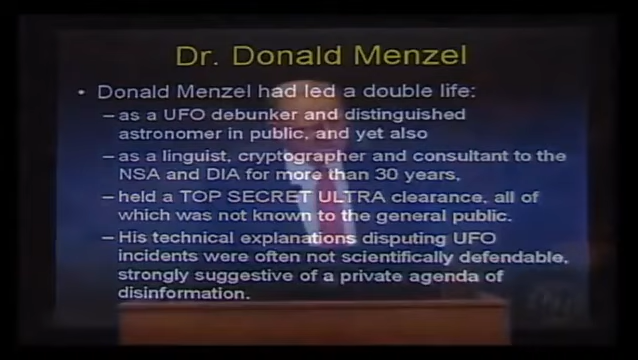 Dr. Donald Menzel
• Donald Menzel had led a double life:
– as a UFO debunker and distinguished
astronomer in public, and yet also
– as a linguist, cryptographer and consultant to the
NSA and DIA for more than 30 years,
– held a TOP SECRET ULTRA clearance, all of
which was not known to the general public.
– His technical explanations disputing UFO
incidents were often not scientifically defendable,
strongly suggestive of a private agenda of
disinformation.